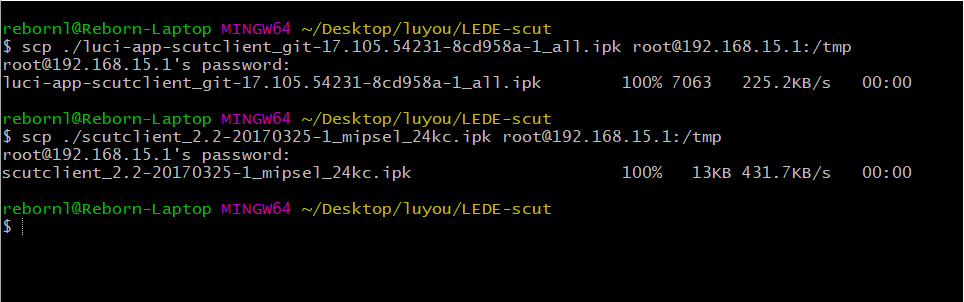 rebornl@Reborn-Laptop MINGW64 ~/Desktop/luyou/LEDE-scut
$ scp ./luci-app-scutclient_git-17.105.54231-8cd958a-1_all.ipk root@192.168.15.1:/tmp
root@192.168.15.1's password:
luci-app-scutclient_git-17.105.54231-8cd958a-1_all.ipk 100% 7063 225.2KB/s 00:00
rebornl@Reborn-Laptop MINGW64 ~/Desktop/luyou/LEDE-scut
$ scp ./scutclient_2.2-20170325-1_mipsel_24kc.ipk root@192.168.15.1:/tmp
root@192.168.15.1's password:
scutclient_2.2-20170325-1_mipsel_24kc.ipk 100% 13KB 431.7KB/s 00:00
rebornl@Reborn-Laptop MINGW64 ~/Desktop/luyou/LEDE-scut
$